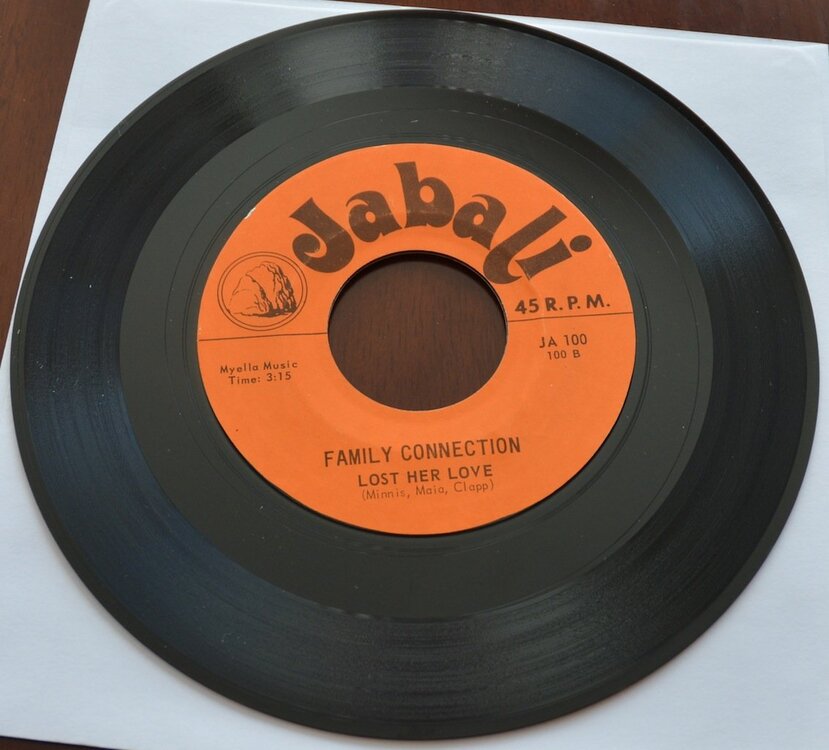 Jabali
45 R.P.M.
JA 100
100 B
Myella Music
Time: 3:15
FAMILY CONNECTION
LOST HER LOVE
(Minnis, Maia, Clapp)